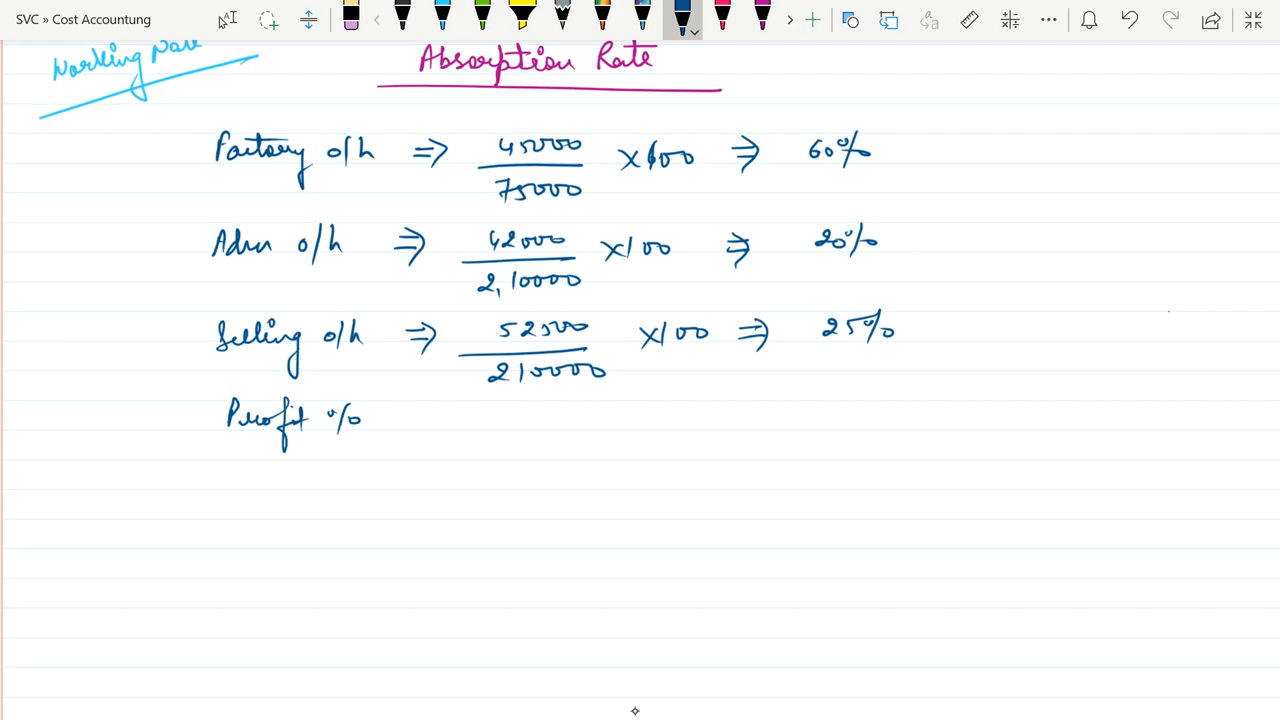 SVC » Cost Accountung
Working Note
Absorption Rate
Factory o/h ⇒ 45000 / 75000 × 100 ⇒ 60%
Admn o/h ⇒ 42000 / 2,10000 × 100 ⇒ 20%
Selling o/h ⇒ 52500 / 210000 × 100 ⇒ 25%
Profit %